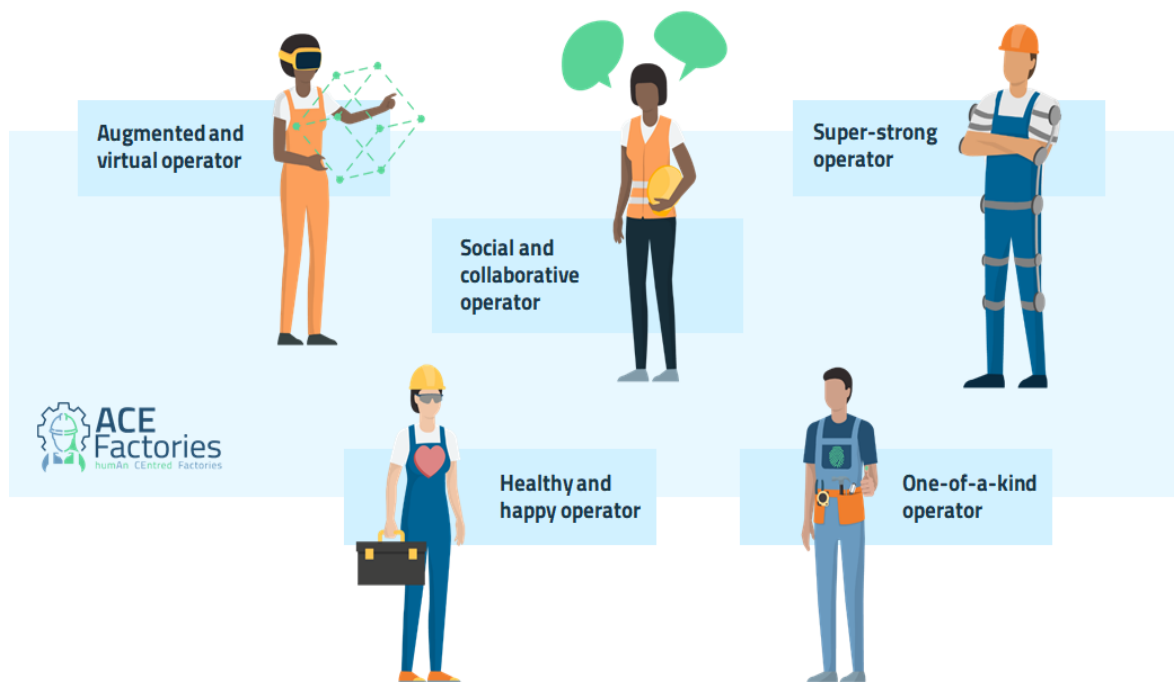 Augmented and
virtual operator
Super-strong
operator
Social and
collaborative
operator
ACE
Factories
humAn CEntred Factories
Healthy and
happy operator
One-of-a-kind
operator